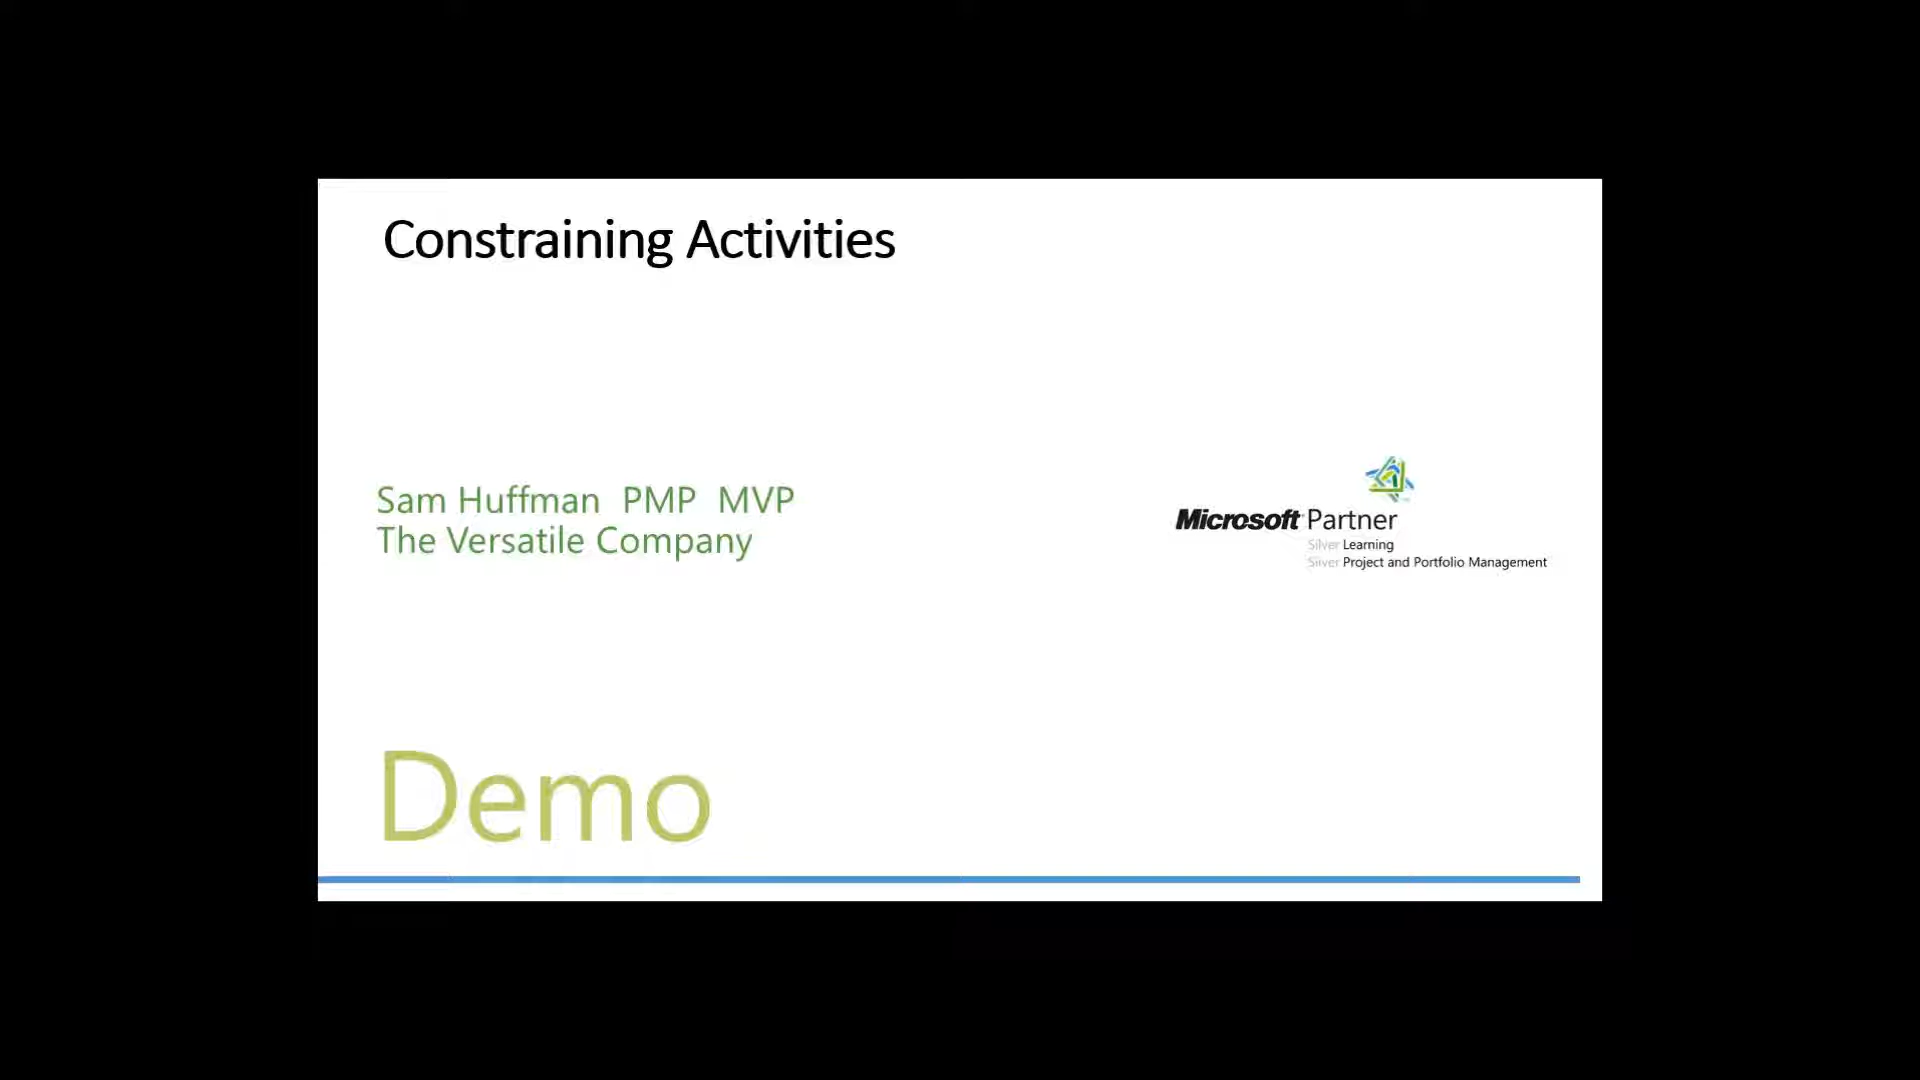 Constraining Activities
Sam Huffman PMP MVP
The Versatile Company
Microsoft Partner
Silver Learning
Silver Project and Portfolio Management
Demo